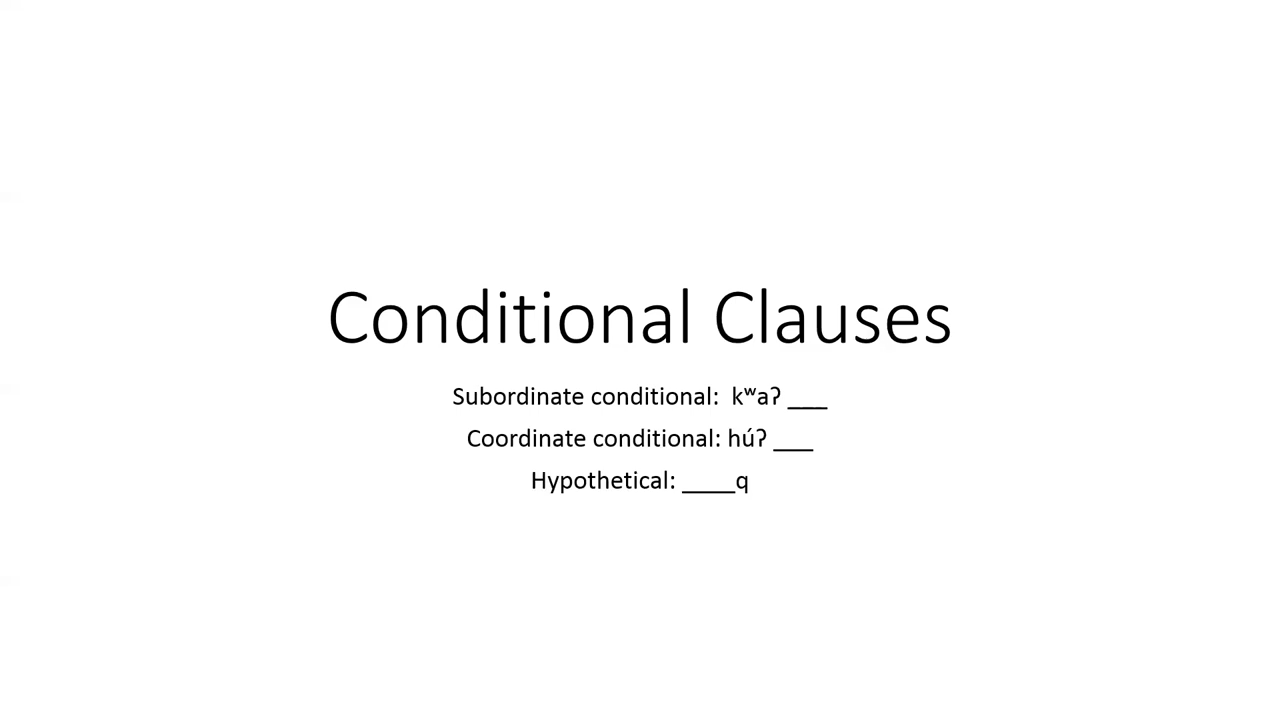 Conditional Clauses
Subordinate conditional:  kʷaʔ ___
Coordinate conditional: húʔ ___
Hypothetical: ____q